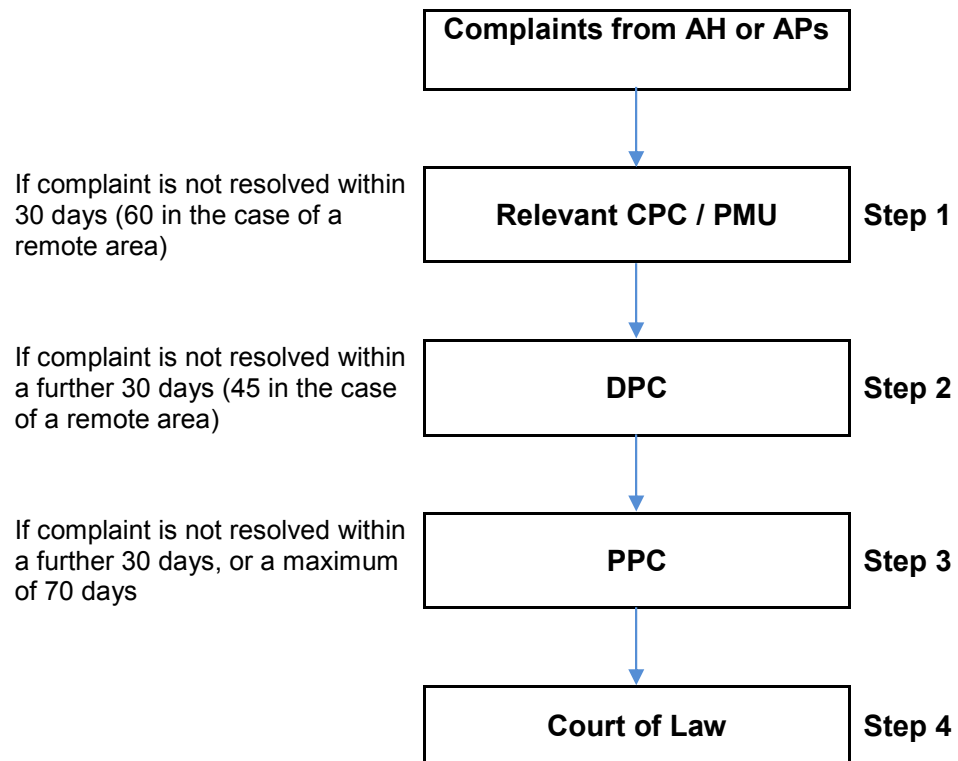 Complaints from AH or APs
If complaint is not resolved within
30 days (60 in the case of a
remote area)
Relevant CPC / PMU
Step 1
If complaint is not resolved within
a further 30 days (45 in the case
of a remote area)
DPC
Step 2
If complaint is not resolved within
a further 30 days, or a maximum
of 70 days
PPC
Step 3
Court of Law
Step 4